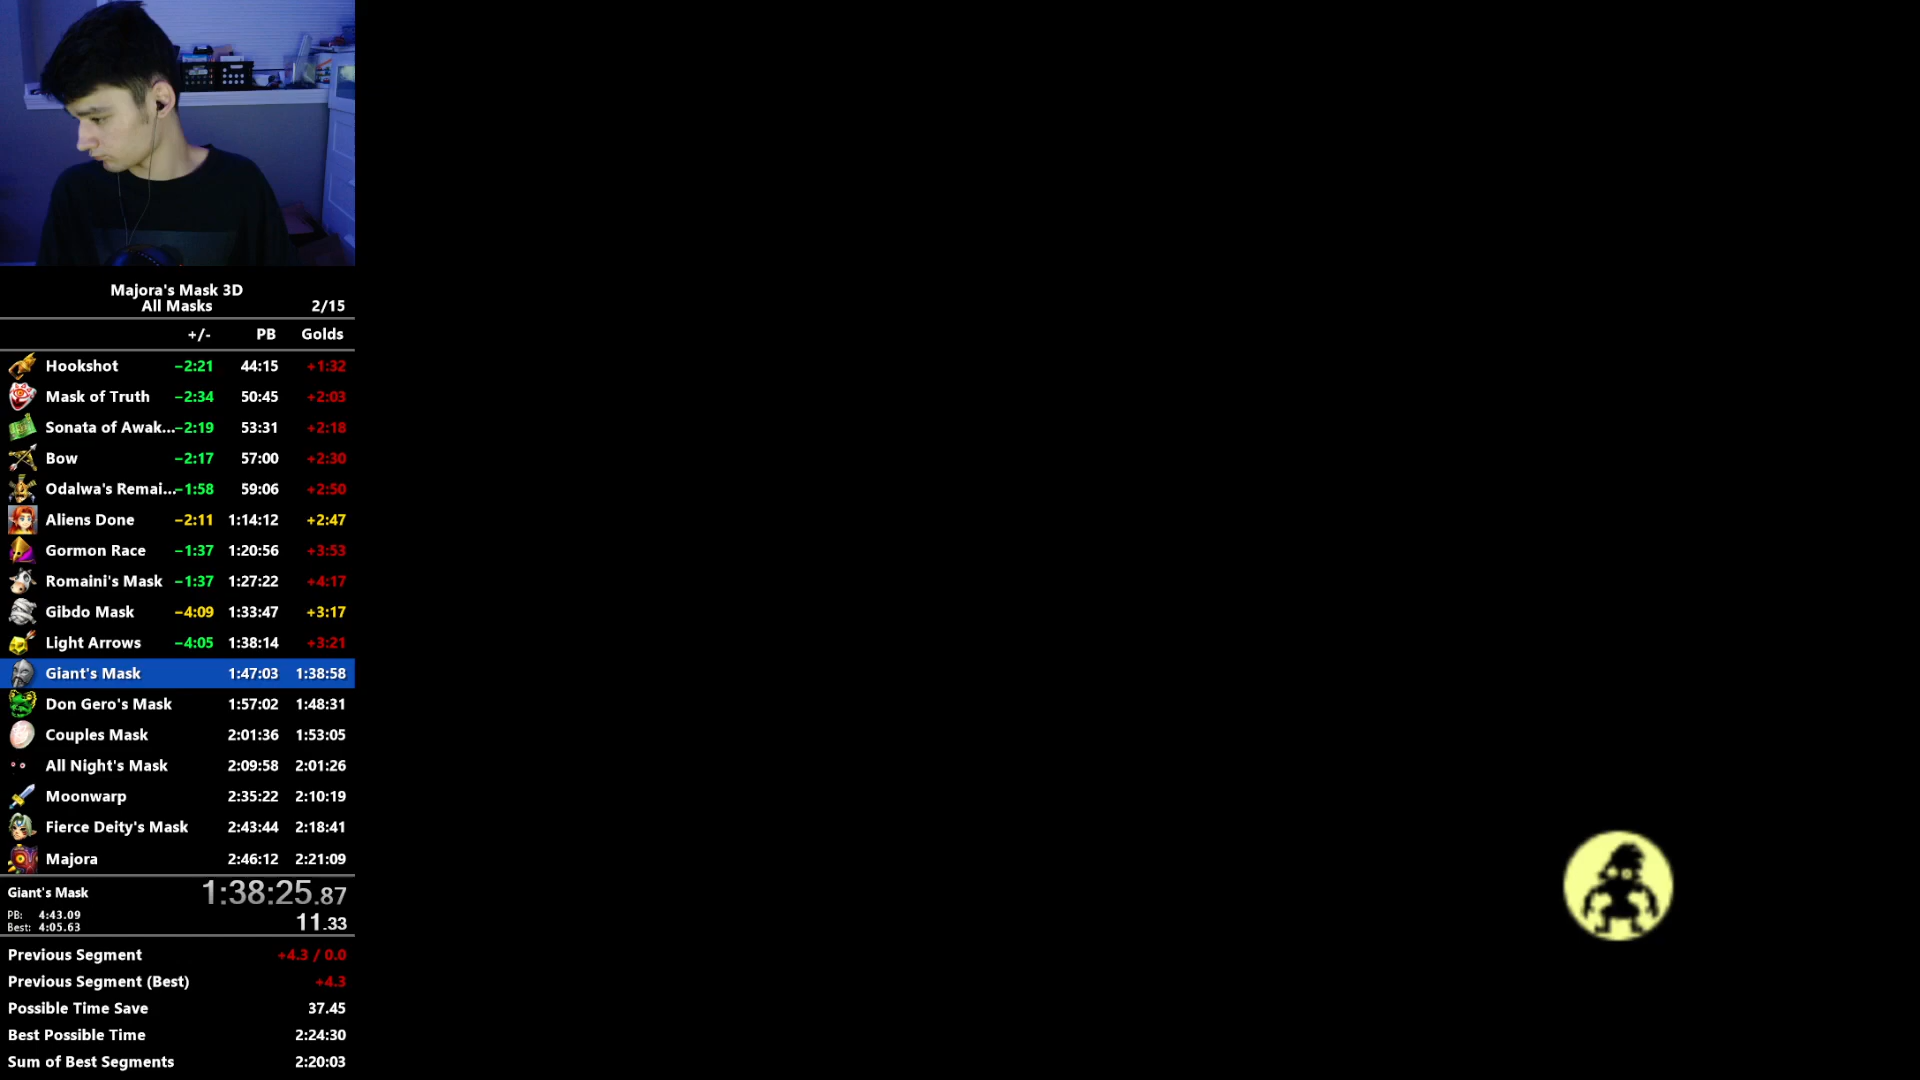 Majora's Mask 3D
All Masks 2/15
+/- PB Golds
Hookshot −2:21 44:15 +1:32
Mask of Truth −2:34 50:45 +2:03
Sonata of Awak... −2:19 53:31 +2:18
Bow −2:17 57:00 +2:30
Odalwa's Remai... −1:58 59:06 +2:50
Aliens Done −2:11 1:14:12 +2:47
Gormon Race −1:37 1:20:56 +3:53
Romaini's Mask −1:37 1:27:22 +4:17
Gibdo Mask −4:09 1:33:47 +3:17
Light Arrows −4:05 1:38:14 +3:21
Giant's Mask 1:47:03 1:38:58
Don Gero's Mask 1:57:02 1:48:31
Couples Mask 2:01:36 1:53:05
All Night's Mask 2:09:58 2:01:26
Moonwarp 2:35:22 2:10:19
Fierce Deity's Mask 2:43:44 2:18:41
Majora 2:46:12 2:21:09
Giant's Mask 1:38:25.87
PB: 4:43.09
Best: 4:05.63 11.33
Previous Segment +4.3 / 0.0
Previous Segment (Best) +4.3
Possible Time Save 37.45
Best Possible Time 2:24:30
Sum of Best Segments 2:20:03